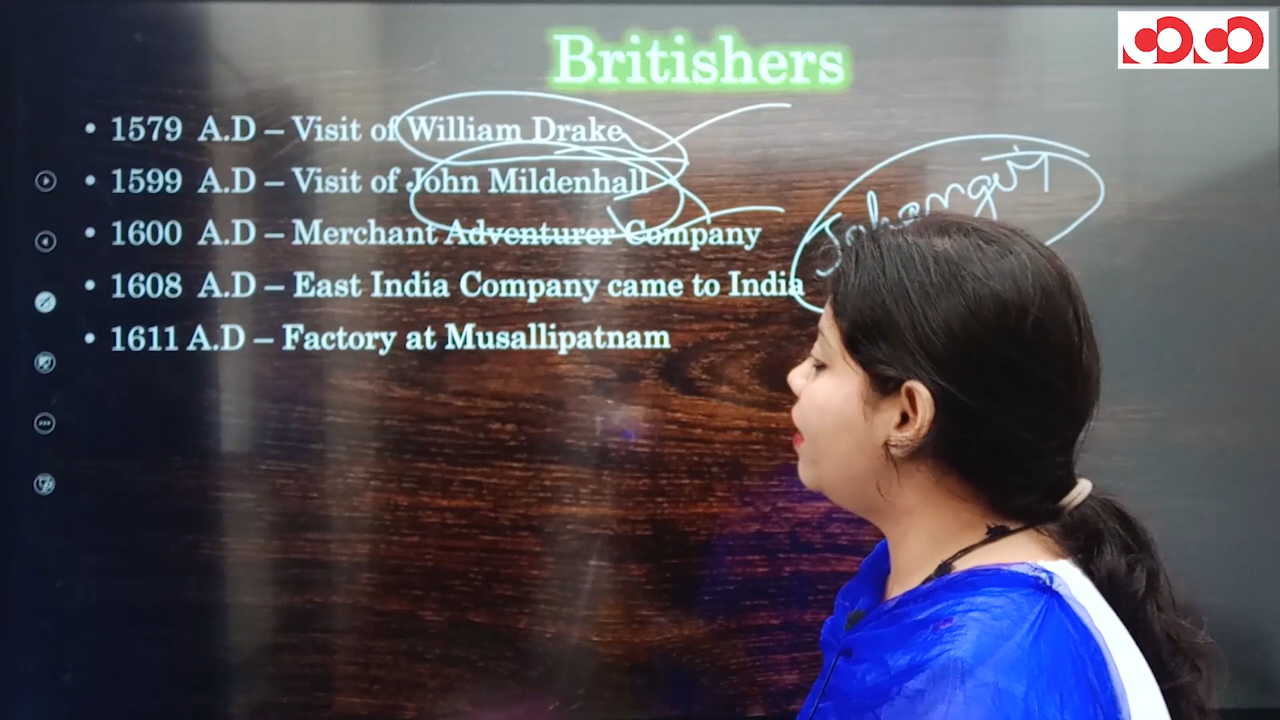 Britishers
• 1579 A.D – Visit of William Drake
• 1599 A.D – Visit of John Mildenhall
• 1600 A.D – Merchant Adventurer Company
• 1608 A.D – East India Company came to India
• 1611 A.D – Factory at Musallipatnam